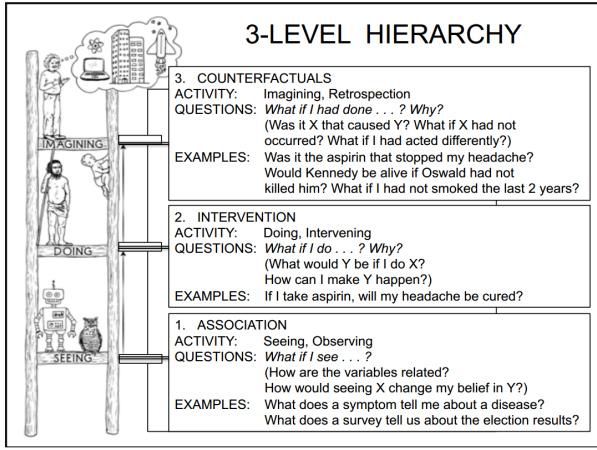 3-LEVEL HIERARCHY
3. COUNTERFACTUALS
ACTIVITY: Imagining, Retrospection
QUESTIONS: What if I had done . . . ? Why?
(Was it X that caused Y? What if X had not
occurred? What if I had acted differently?)
EXAMPLES: Was it the aspirin that stopped my headache?
Would Kennedy be alive if Oswald had not
killed him? What if I had not smoked the last 2 years?
IMAGINING
2. INTERVENTION
ACTIVITY: Doing, Intervening
QUESTIONS: What if I do . . . ? Why?
(What would Y be if I do X?
How can I make Y happen?)
EXAMPLES: If I take aspirin, will my headache be cured?
DOING
1. ASSOCIATION
ACTIVITY: Seeing, Observing
QUESTIONS: What if I see . . . ?
(How are the variables related?
How would seeing X change my belief in Y?)
EXAMPLES: What does a symptom tell me about a disease?
What does a survey tell us about the election results?
SEEING